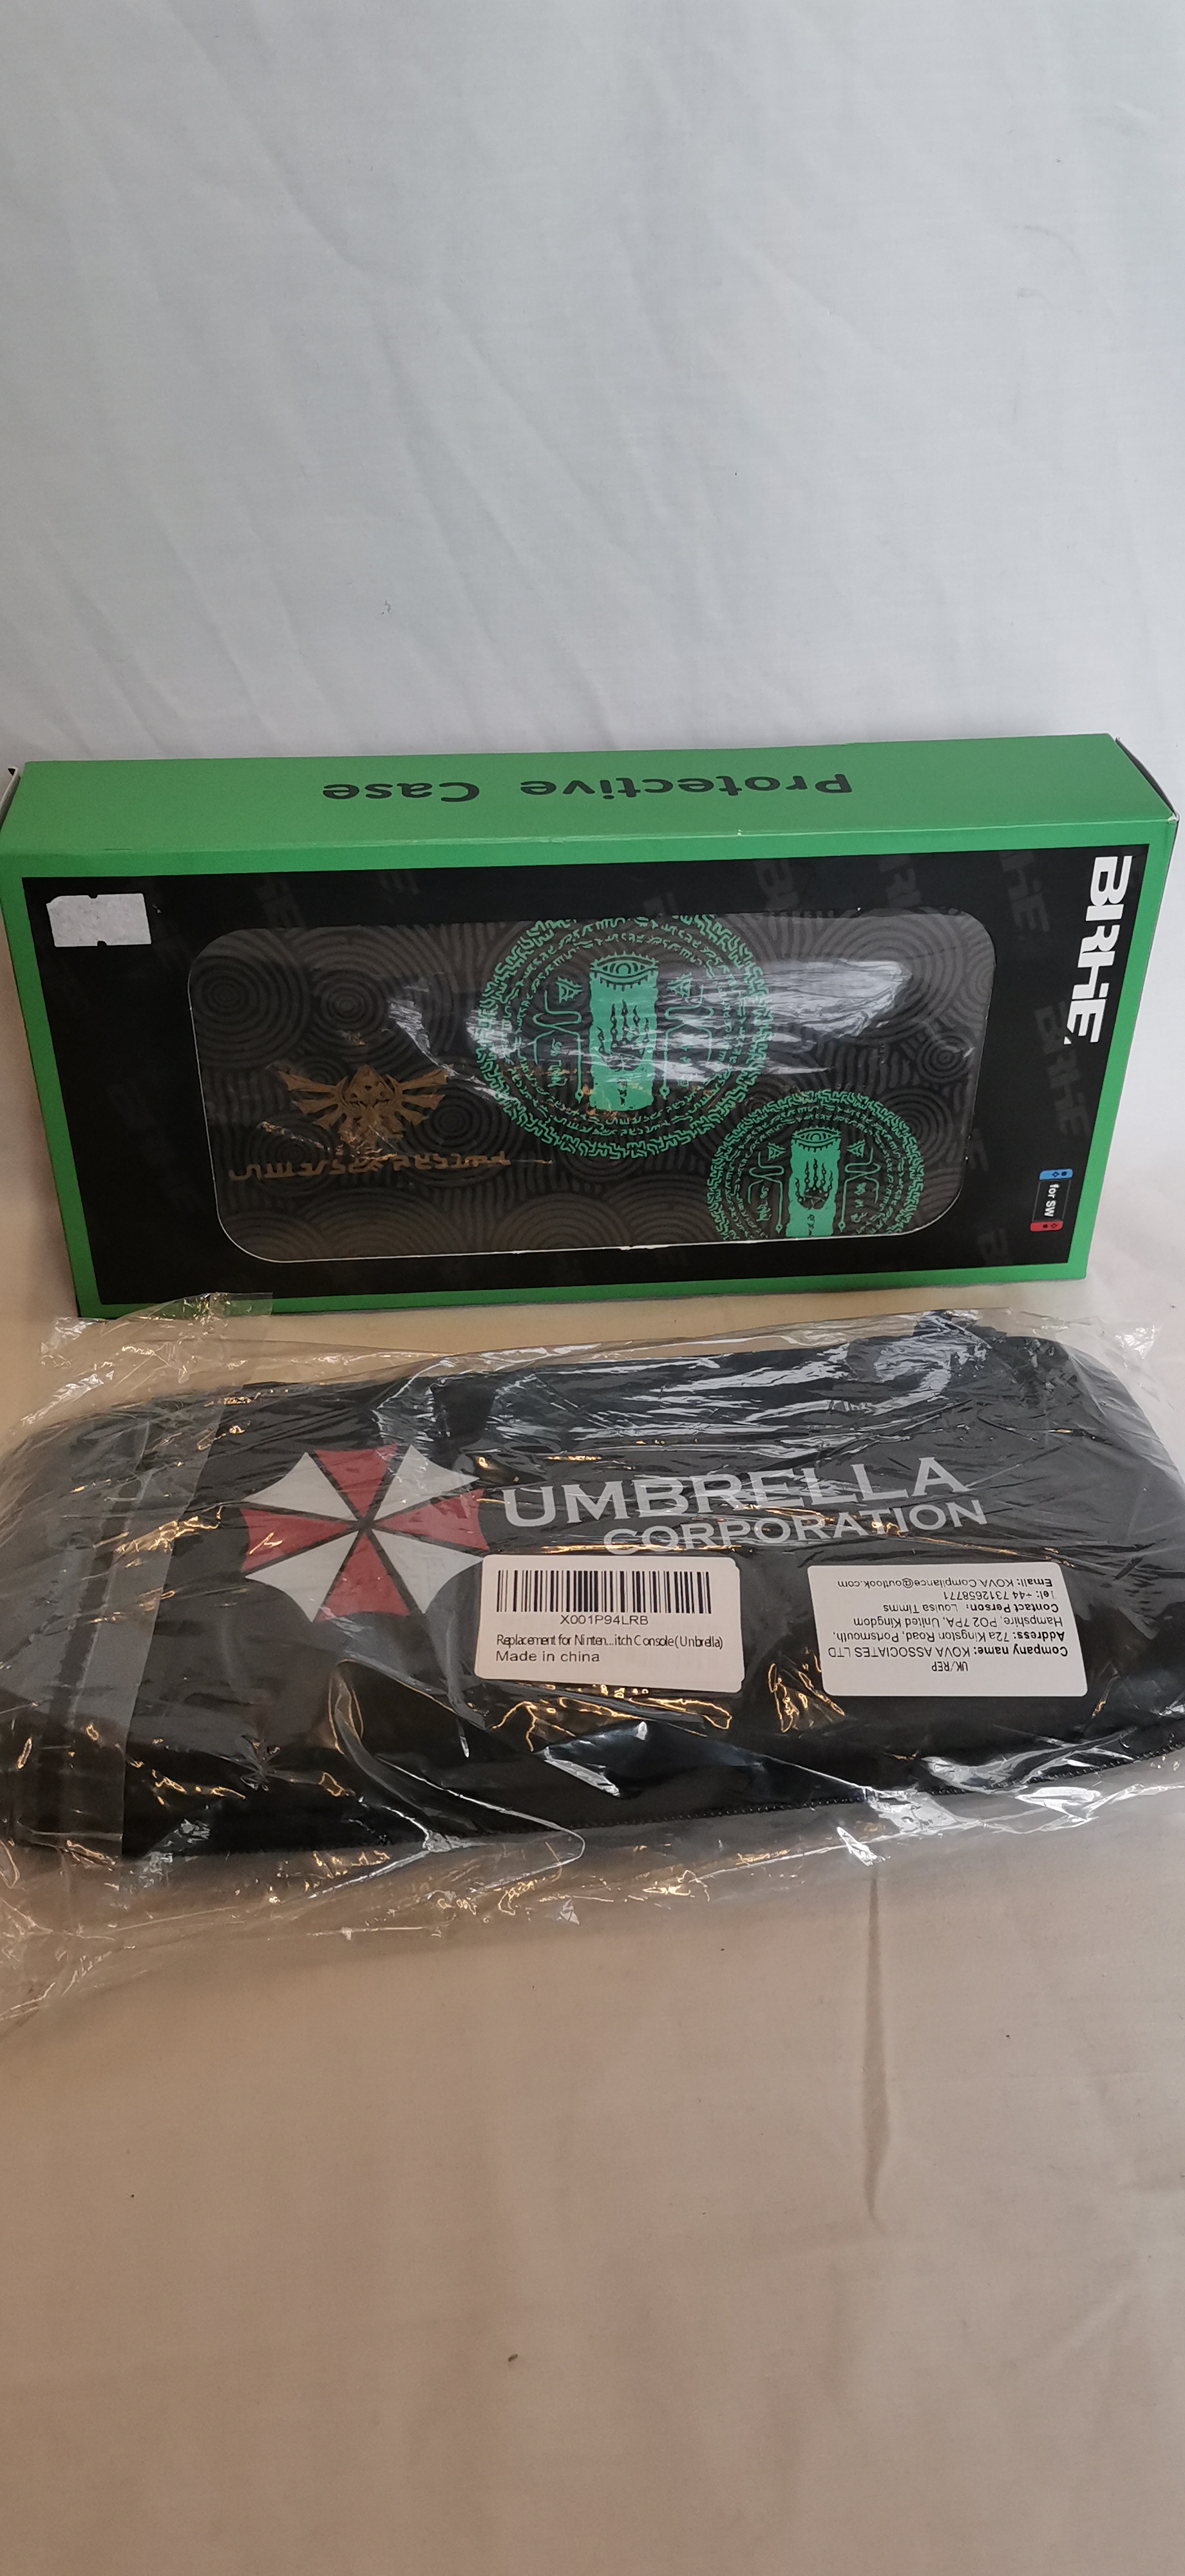 Protective Case
BIRHE
for SW
UMBRELLA
CORPORATION
X001P94LRB
Replacement for Ninten...itch Console(Unbrella)
Made in china
UK/REP
Company name: KOVA ASSOCIATES LTD
Address: 72a Kingston Road, Portsmouth,
Hampshire, PO2 7PA, United Kingdom
Contact Person: Louisa Timms
Tel: +44 7312658771
Email: KOVA.Compliance@outlook.com